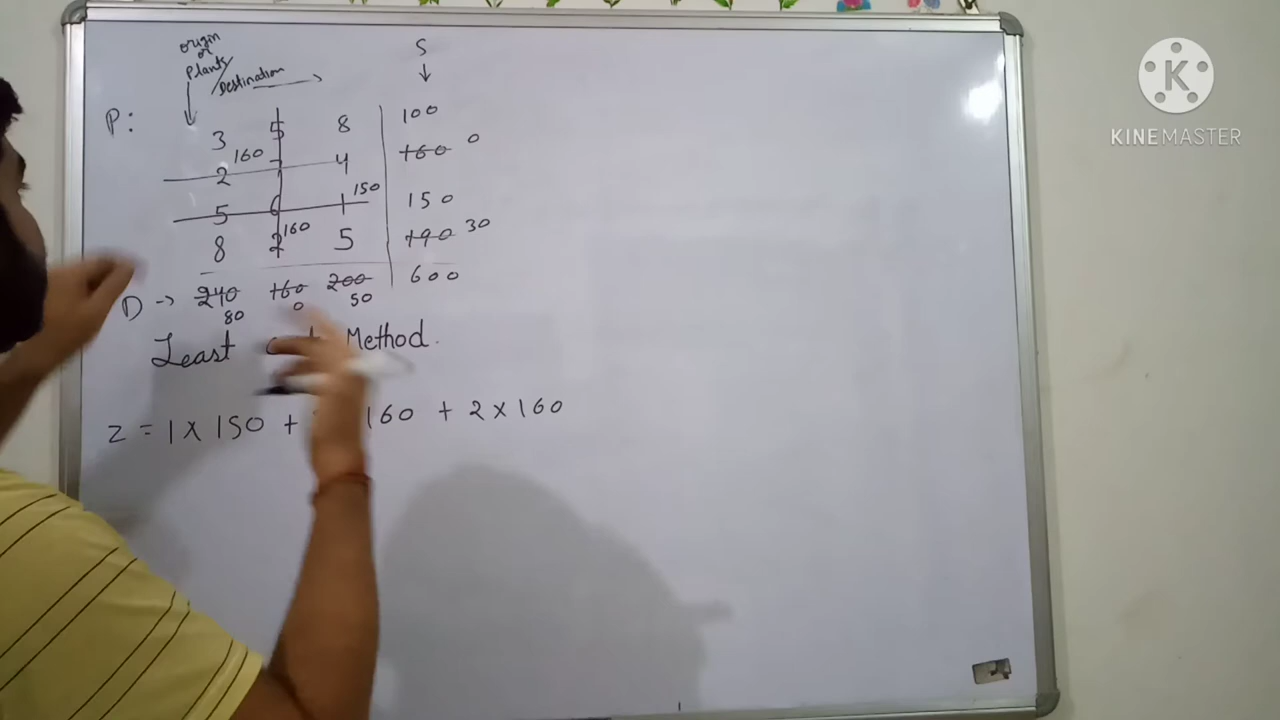 origin
or
Plants/
Destination
S
P:
3 5 8 100
160
2 7 4 160 0
150
5 6 1 150
160
8 2 5 190 30
D → 240 160 200 600
80 0 50
Least Method.
Z = 1 × 150 + 160 + 2 × 160
KINEMASTER